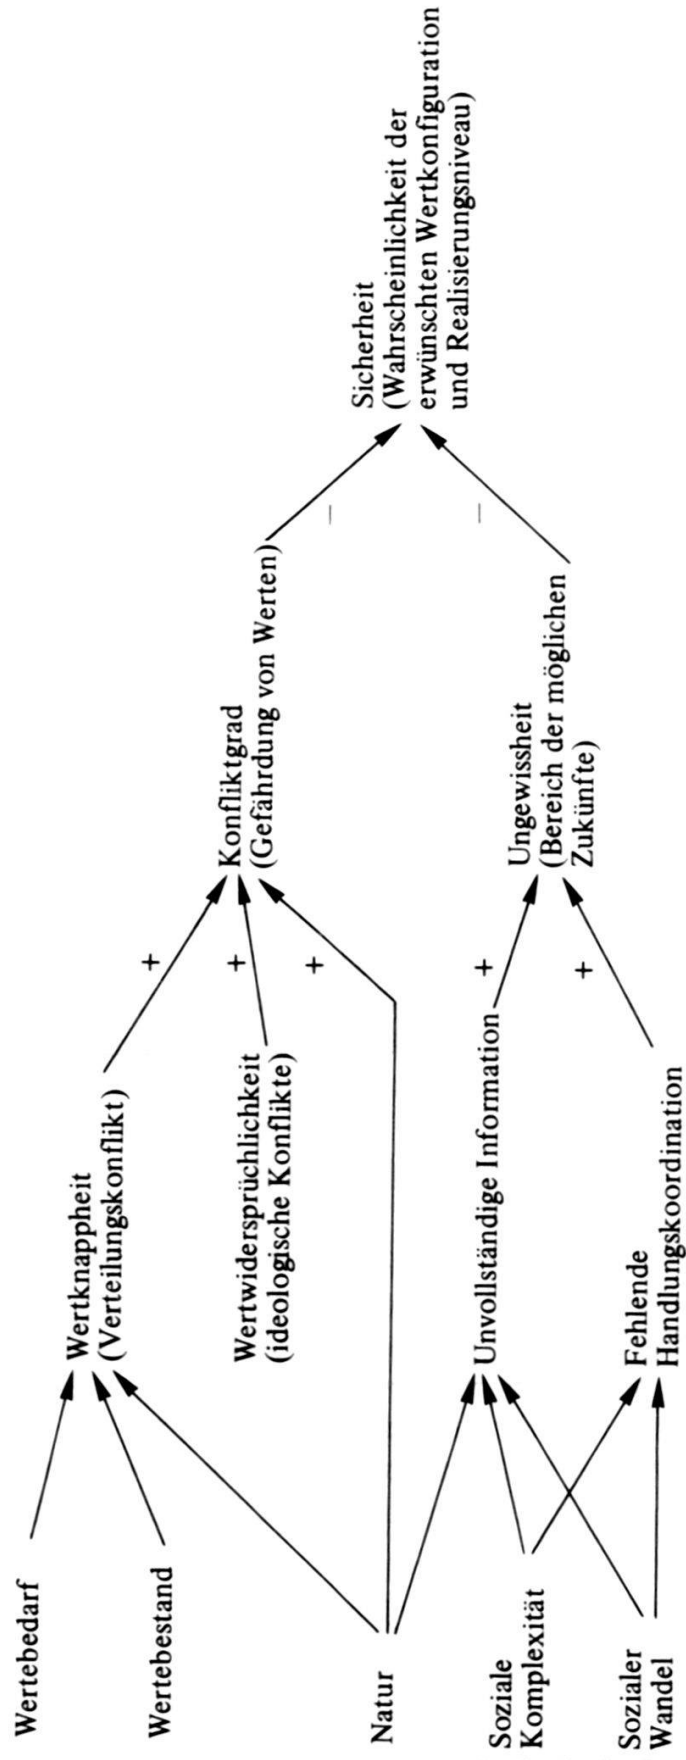 Wertebedarf
Wertebestand
Natur
Soziale
Komplexität
Sozialer
Wandel
Wertknappheit
(Verteilungskonflikt)
Wertwidersprüchlichkeit
(ideologische Konflikte)
Unvollständige Information
Fehlende
Handlungskoordination
+
+
+
+
+
Konfliktgrad
(Gefährdung von Werten)
Ungewissheit
(Bereich der möglichen
Zukünfte)
–
–
Sicherheit
(Wahrscheinlichkeit der
erwünschten Wertkonfiguration
und Realisierungsniveau)